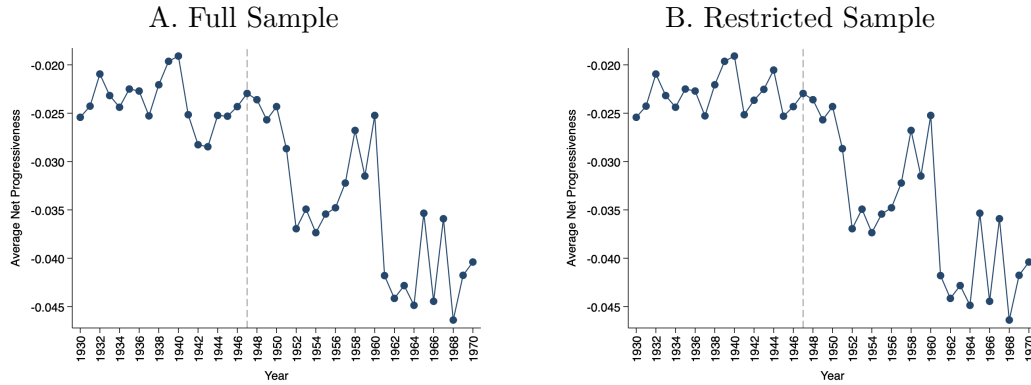 A. Full Sample
Average Net Progressiveness
-0.020
-0.025
-0.030
-0.035
-0.040
-0.045
1930 1932 1934 1936 1938 1940 1942 1944 1946 1948 1950 1952 1954 1956 1958 1960 1962 1964 1966 1968 1970
Year
B. Restricted Sample
Average Net Progressiveness
-0.020
-0.025
-0.030
-0.035
-0.040
-0.045
1930 1932 1934 1936 1938 1940 1942 1944 1946 1948 1950 1952 1954 1956 1958 1960 1962 1964 1966 1968 1970
Year